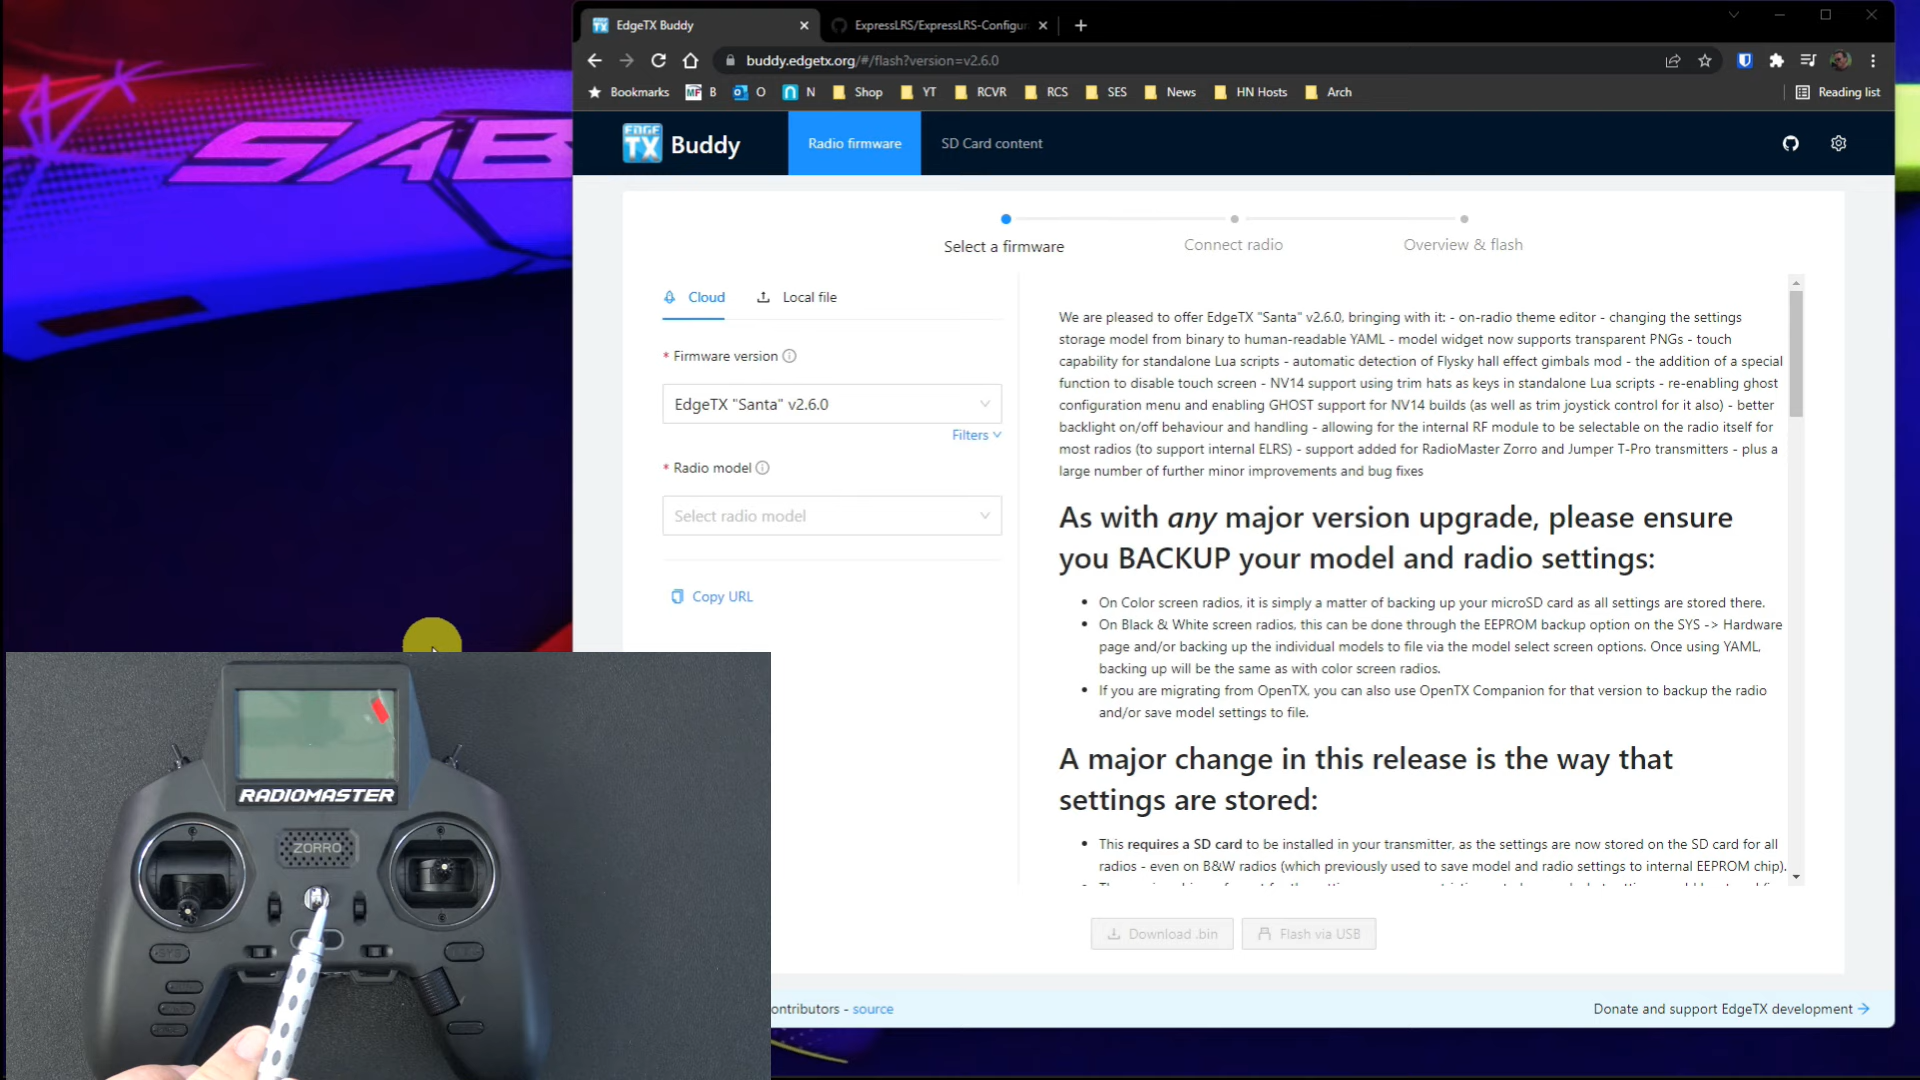 EdgeTX Buddy
ExpressLRS/ExpressLRS-Configur
buddy.edgetx.org/#/flash?version=v2.6.0
Bookmarks
MF B
O
N
Shop
YT
RCVR
RCS
SES
News
HN Hosts
Arch
Reading list
EDGE TX Buddy
Radio firmware
SD Card content
Select a firmware
Connect radio
Overview & flash
Cloud
Local file
* Firmware version
EdgeTX "Santa" v2.6.0
Filters
* Radio model
Select radio model
Copy URL
We are pleased to offer EdgeTX "Santa" v2.6.0, bringing with it: - on-radio theme editor - changing the settings
storage model from binary to human-readable YAML - model widget now supports transparent PNGs - touch
capability for standalone Lua scripts - automatic detection of Flysky hall effect gimbals mod - the addition of a special
function to disable touch screen - NV14 support using trim hats as keys in standalone Lua scripts - re-enabling ghost
configuration menu and enabling GHOST support for NV14 builds (as well as trim joystick control for it also) - better
backlight on/off behaviour and handling - allowing for the internal RF module to be selectable on the radio itself for
most radios (to support internal ELRS) - support added for RadioMaster Zorro and Jumper T-Pro transmitters - plus a
large number of further minor improvements and bug fixes
As with any major version upgrade, please ensure
you BACKUP your model and radio settings:
• On Color screen radios, it is simply a matter of backing up your microSD card as all settings are stored there.
• On Black & White screen radios, this can be done through the EEPROM backup option on the SYS -> Hardware
page and/or backing up the individual models to file via the model select screen options. Once using YAML,
backing up will be the same as with color screen radios.
• If you are migrating from OpenTX, you can also use OpenTX Companion for that version to backup the radio
and/or save model settings to file.
A major change in this release is the way that
settings are stored:
• This requires a SD card to be installed in your transmitter, as the settings are now stored on the SD card for all
radios - even on B&W radios (which previously used to save model and radio settings to internal EEPROM chip).
Download .bin
Flash via USB
ontributors - source
Donate and support EdgeTX development
SAB
RADIOMASTER
ZORRO
SYS